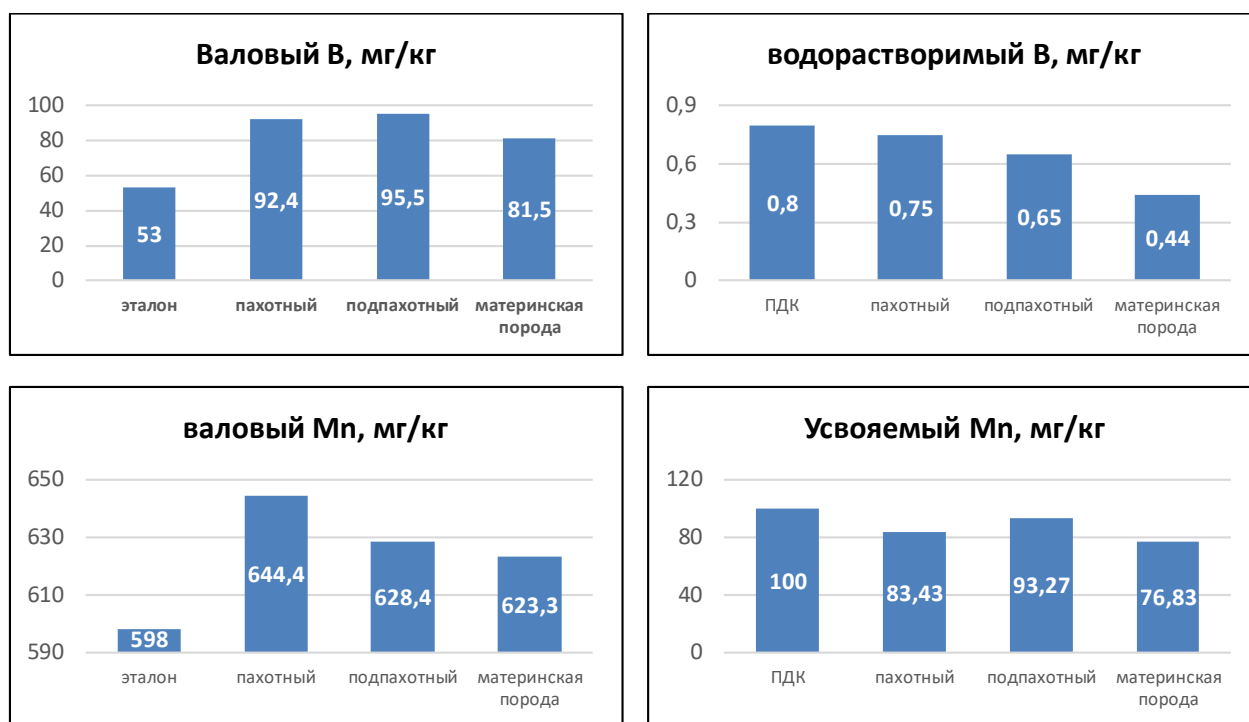 Валовый В, мг/кг
100
80
60
40
20
0
53
92,4
95,5
81,5
эталон
пахотный
подпахотный
материнская
порода
водорастворимый В, мг/кг
0,9
0,6
0,3
0
0,8
0,75
0,65
0,44
ПДК
пахотный
подпахотный
материнская
порода
валовый Mn, мг/кг
650
630
610
590
598
644,4
628,4
623,3
эталон
пахотный
подпахотный
материнская
порода
Усвояемый Mn, мг/кг
120
80
40
0
100
83,43
93,27
76,83
ПДК
пахотный
подпахотный
материнская
порода